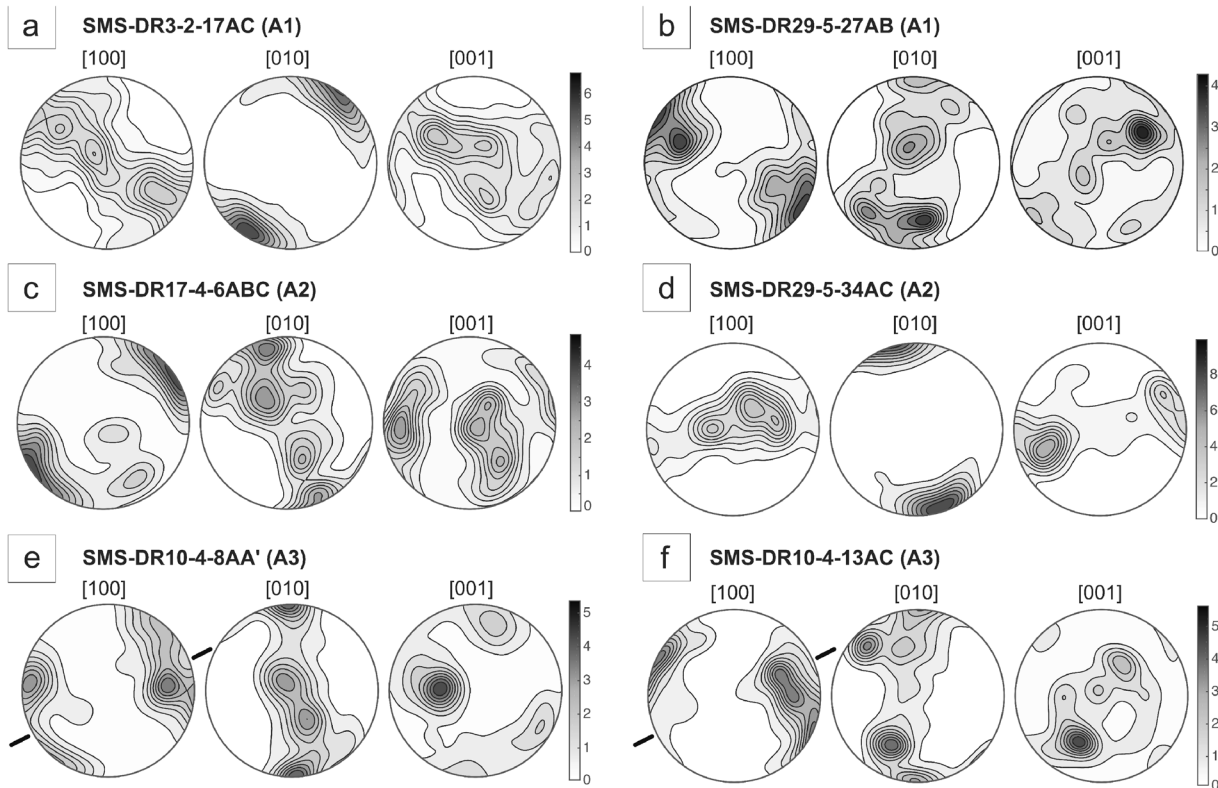 a SMS-DR3-2-17AC (A1)
[100] [010] [001]
6
5
4
3
2
1
0
b SMS-DR29-5-27AB (A1)
[100] [010] [001]
4
3
2
1
0
c SMS-DR17-4-6ABC (A2)
[100] [010] [001]
4
3
2
1
0
d SMS-DR29-5-34AC (A2)
[100] [010] [001]
8
6
4
2
0
e SMS-DR10-4-8AA' (A3)
[100] [010] [001]
5
4
3
2
1
0
f SMS-DR10-4-13AC (A3)
[100] [010] [001]
5
4
3
2
1
0